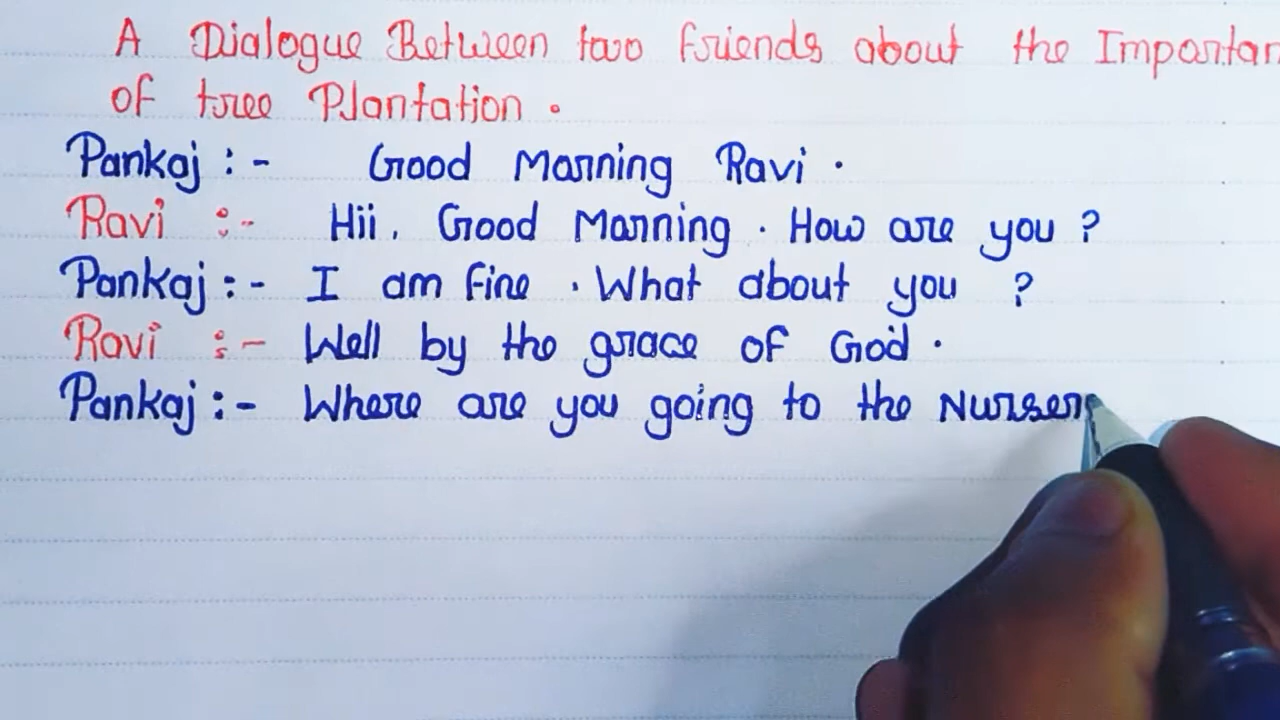 A Dialogue Between two friends about the Importan
of tree Plantation .
Pankaj :- Good Morning Ravi .
Ravi :- Hii . Good Morning . How are you ?
Pankaj :- I am fine . What about you ?
Ravi :- Well by the grace of God .
Pankaj :- Where are you going to the Nurser